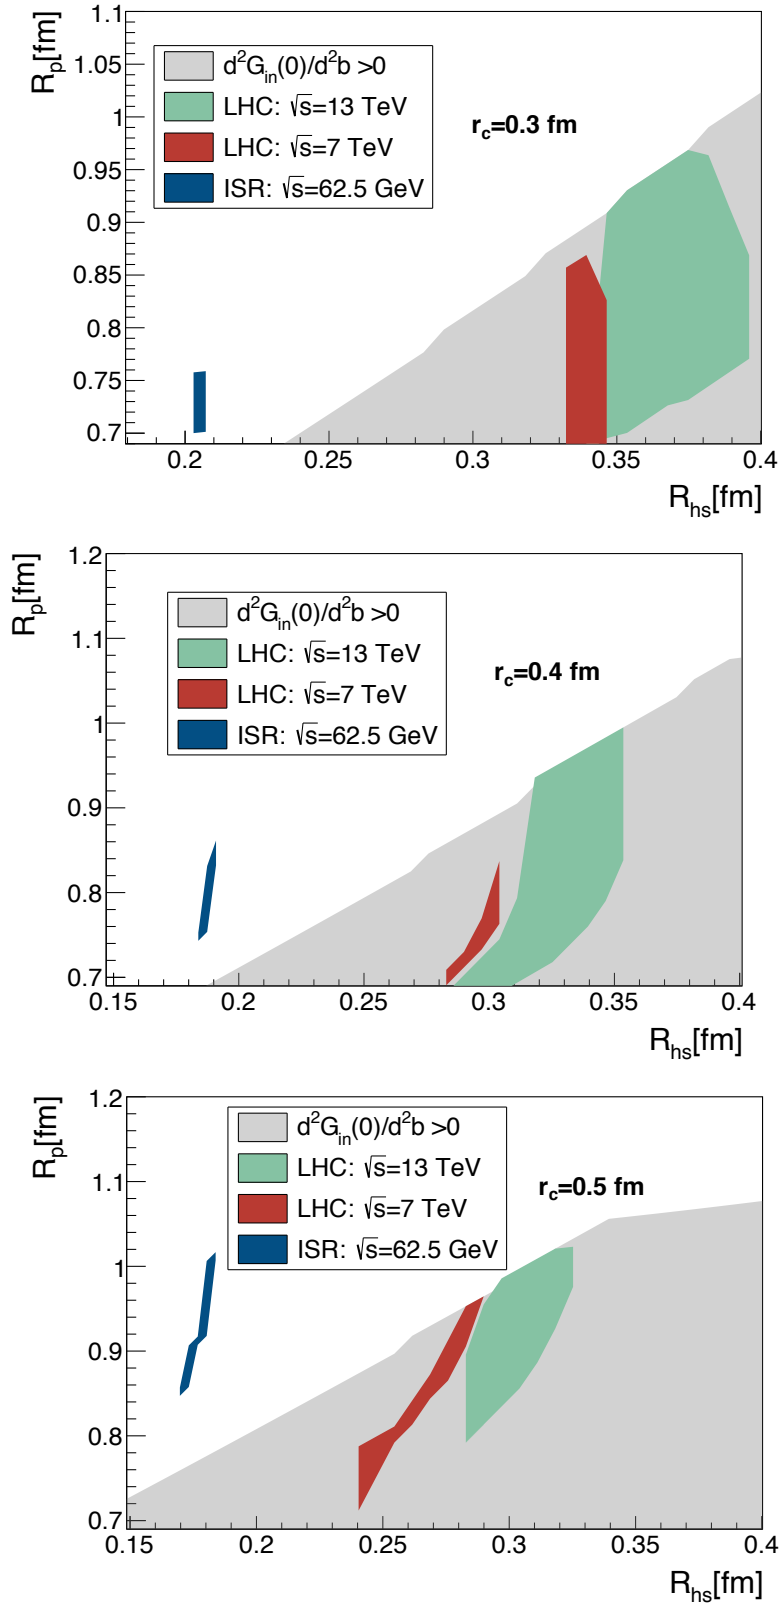 R_p[fm]
1.1
1.05
1
0.95
0.9
0.85
0.8
0.75
0.7
d²G_in(0)/d²b >0
LHC: √s=13 TeV
LHC: √s=7 TeV
ISR: √s=62.5 GeV
r_c=0.3 fm
0.2 0.25 0.3 0.35 0.4
R_hs[fm]
R_p[fm]
1.2
1.1
1
0.9
0.8
0.7
d²G_in(0)/d²b >0
LHC: √s=13 TeV
LHC: √s=7 TeV
ISR: √s=62.5 GeV
r_c=0.4 fm
0.15 0.2 0.25 0.3 0.35 0.4
R_hs[fm]
R_p[fm]
1.2
1.1
1
0.9
0.8
0.7
d²G_in(0)/d²b >0
LHC: √s=13 TeV
LHC: √s=7 TeV
ISR: √s=62.5 GeV
r_c=0.5 fm
0.15 0.2 0.25 0.3 0.35 0.4
R_hs[fm]